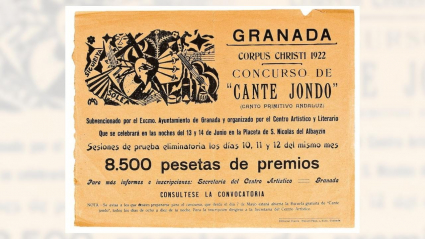 GRANADA
CORPUS CHRISTI 1922
CONCURSO DE
"CANTE JONDO"
(CANTO PRIMITIVO ANDALUZ)
Subvencionado por el Excmo. Ayuntamiento de Granada y organizado por el Centro Artístico y Literario
Que se celebrará en las noches del 13 y 14 de Junio en la Placeta de S. Nicolas del Albayzín
Sesiones de prueba eliminatoria los días 10, 11 y 12 del mismo mes
8.500 pesetas de premios
Para más informes e inscripciones: Secretaría del Centro Artístico — Granada
CONSULTESE LA CONVOCATORIA